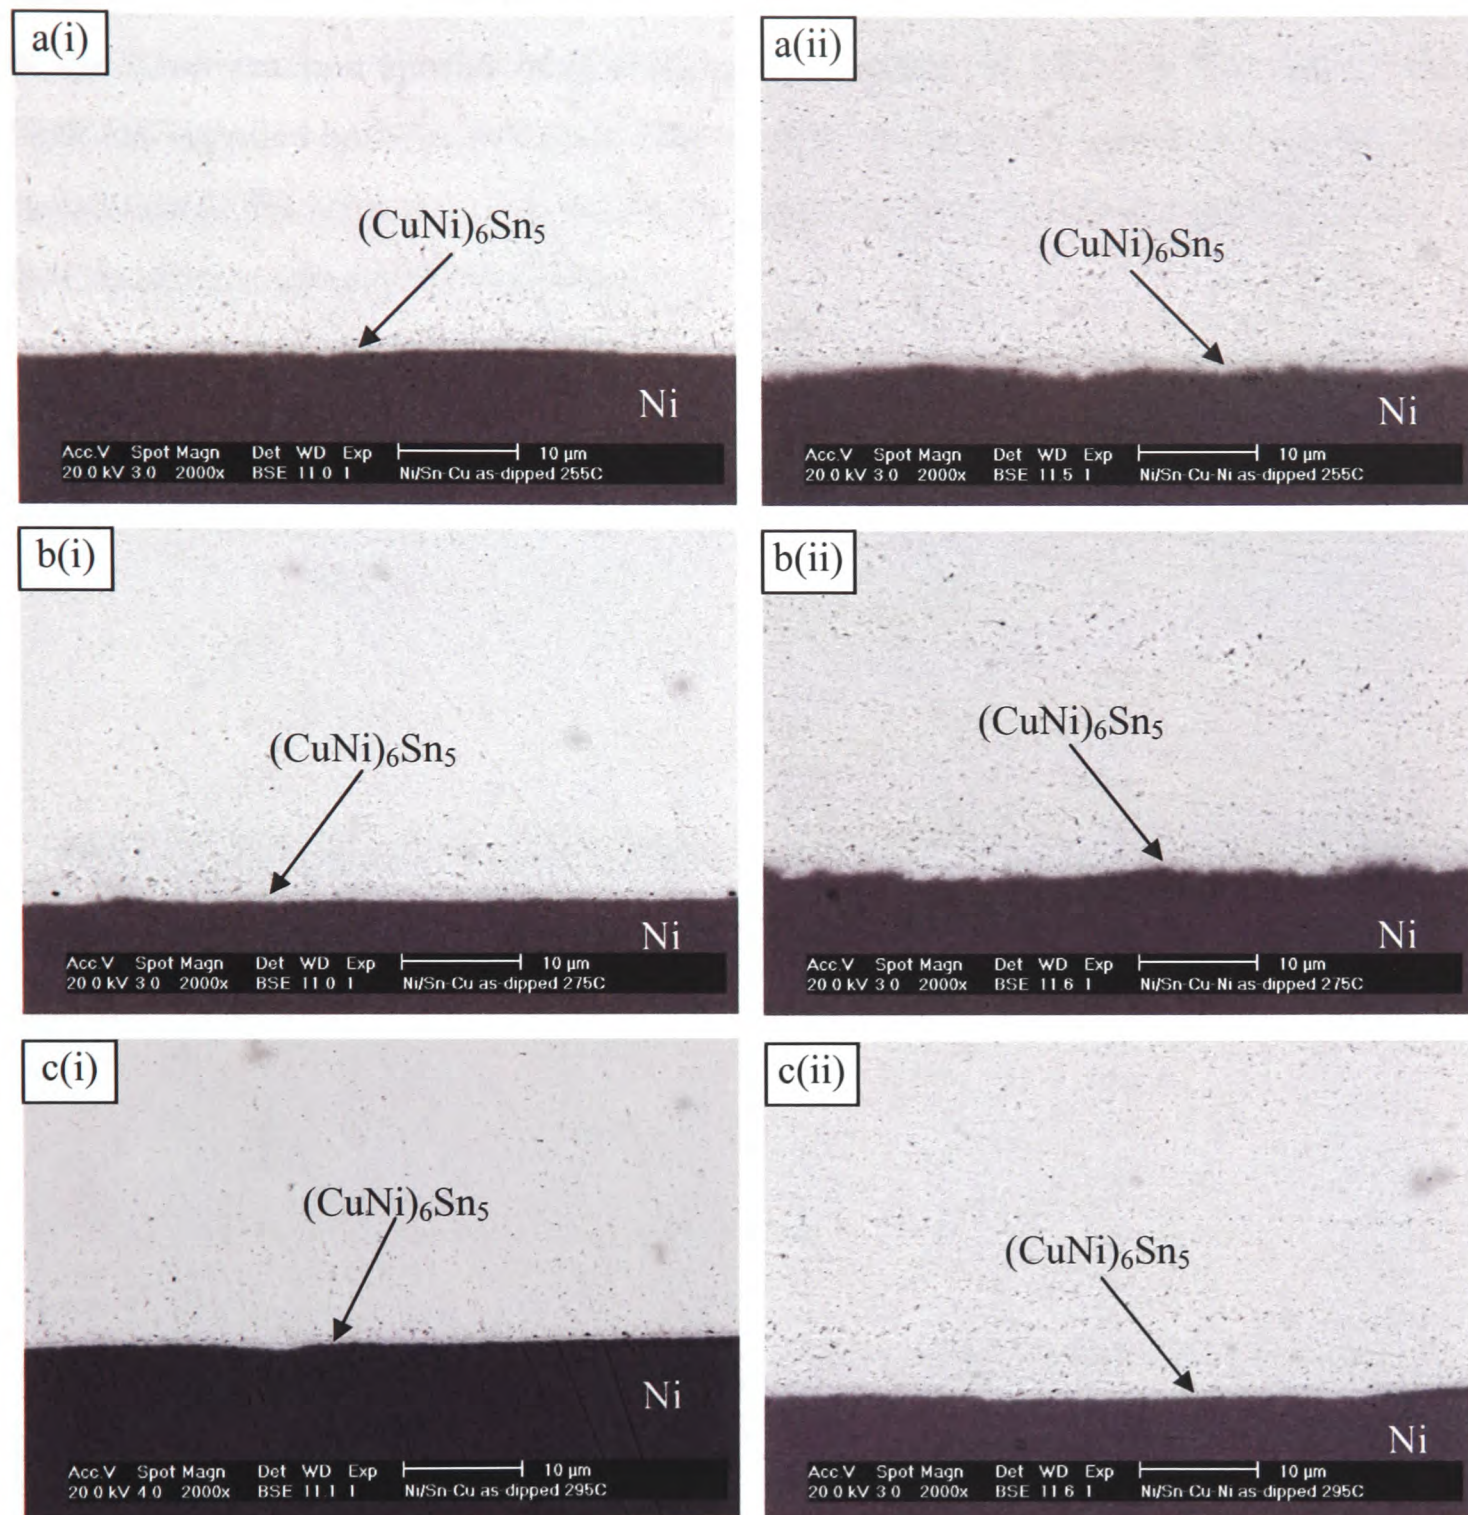 a(i)
(CuNi)₆Sn₅
Ni
Acc.V Spot Magn Det WD Exp 10 µm
20.0 kV 3.0 2000x BSE 11.0 1 Ni/Sn-Cu as-dipped 255C
a(ii)
(CuNi)₆Sn₅
Ni
Acc.V Spot Magn Det WD Exp 10 µm
20.0 kV 3.0 2000x BSE 11.5 1 Ni/Sn-Cu-Ni as-dipped 255C
b(i)
(CuNi)₆Sn₅
Ni
Acc.V Spot Magn Det WD Exp 10 µm
20.0 kV 3.0 2000x BSE 11.0 1 Ni/Sn-Cu as-dipped 275C
b(ii)
(CuNi)₆Sn₅
Ni
Acc.V Spot Magn Det WD Exp 10 µm
20.0 kV 3.0 2000x BSE 11.6 1 Ni/Sn-Cu-Ni as-dipped 275C
c(i)
(CuNi)₆Sn₅
Ni
Acc.V Spot Magn Det WD Exp 10 µm
20.0 kV 4.0 2000x BSE 11.1 1 Ni/Sn-Cu as-dipped 295C
c(ii)
(CuNi)₆Sn₅
Ni
Acc.V Spot Magn Det WD Exp 10 µm
20.0 kV 3.0 2000x BSE 11.6 1 Ni/Sn-Cu-Ni as-dipped 295C